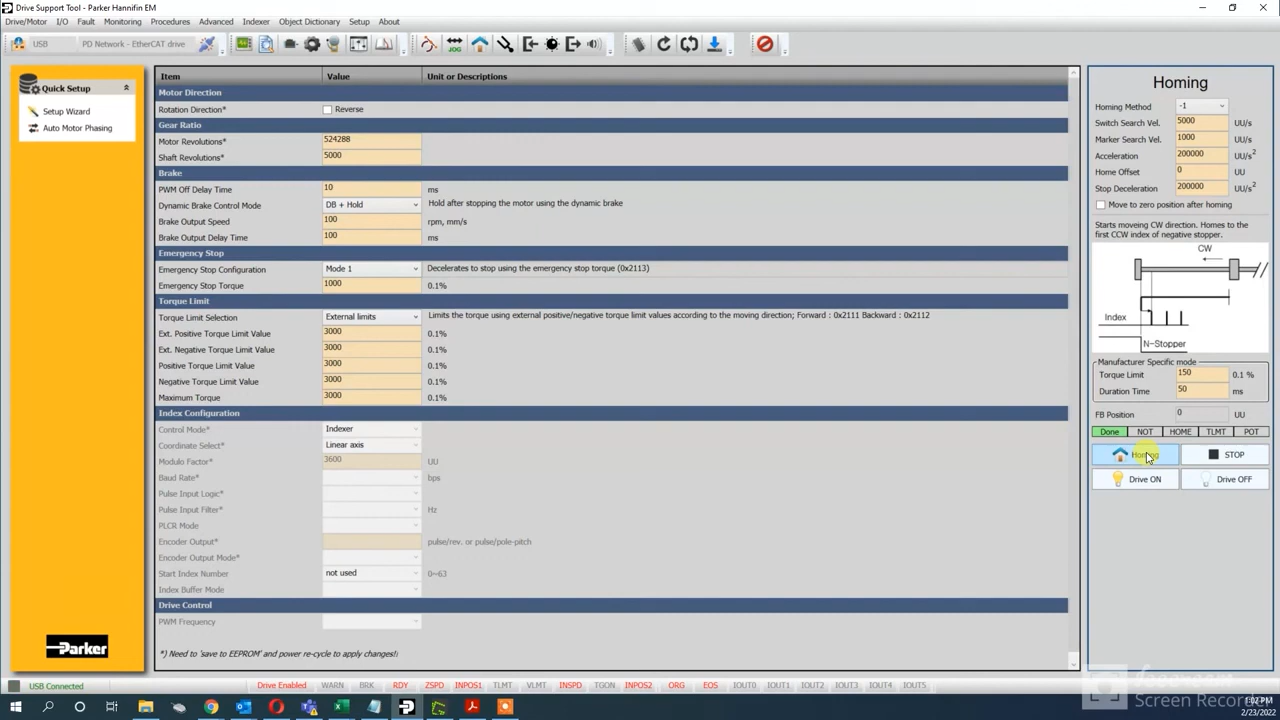 Drive Support Tool - Parker Hannifin EM
Drive/Motor I/O Fault Monitoring Procedures Advanced Indexer Object Dictionary Setup About
USB PD Network - EtherCAT drive JOG
Quick Setup
Setup Wizard
Auto Motor Phasing
Parker
Item Value Unit or Descriptions
Motor Direction
Rotation Direction* Reverse
Gear Ratio
Motor Revolutions* 524288
Shaft Revolutions* 5000
Brake
PWM Off Delay Time 10 ms
Dynamic Brake Control Mode DB + Hold Hold after stopping the motor using the dynamic brake
Brake Output Speed 100 rpm, mm/s
Brake Output Delay Time 100 ms
Emergency Stop
Emergency Stop Configuration Mode 1 Decelerates to stop using the emergency stop torque (0x2113)
Emergency Stop Torque 1000 0.1%
Torque Limit
Torque Limit Selection External limits Limits the torque using external positive/negative torque limit values according to the moving direction; Forward : 0x2111 Backward : 0x2112
Ext. Positive Torque Limit Value 3000 0.1%
Ext. Negative Torque Limit Value 3000 0.1%
Positive Torque Limit Value 3000 0.1%
Negative Torque Limit Value 3000 0.1%
Maximum Torque 3000 0.1%
Index Configuration
Control Mode* Indexer
Coordinate Select* Linear axis
Modulo Factor* 3600 UU
Baud Rate* bps
Pulse Input Logic*
Pulse Input Filter* Hz
PLCR Mode
Encoder Output* pulse/rev. or pulse/pole-pitch
Encoder Output Mode*
Start Index Number not used 0~63
Index Buffer Mode
Drive Control
PWM Frequency
*) Need to 'save to EEPROM' and power re-cycle to apply changes!
Homing
Homing Method -1
Switch Search Vel. 5000 UU/s
Marker Search Vel. 1000 UU/s
Acceleration 200000 UU/s²
Home Offset 0 UU
Stop Deceleration 200000 UU/s²
Move to zero position after homing
Starts moveing CW direction. Homes to the
first CCW index of negative stopper.
CW
Index
N-Stopper
Manufacturer Specific mode
Torque Limit 150 0.1 %
Duration Time 50 ms
FB Position 0 UU
Done NOT HOME TLMT POT
Homing STOP
Drive ON Drive OFF
USB Connected Drive Enabled WARN BRK RDY ZSPD INPOS1 TLMT VLMT INSPD TGON INPOS2 ORG EOS IOUT0 IOUT1 IOUT2 IOUT3 IOUT4 IOUT5
Screen Recorder
1:02 PM
2/23/2022